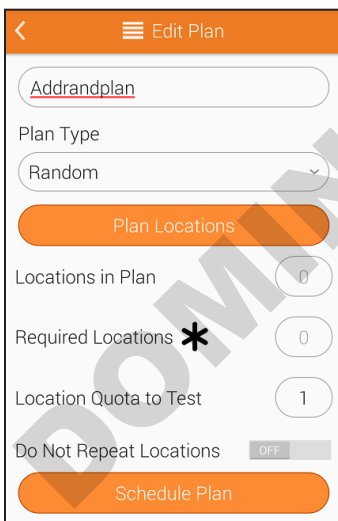 Edit Plan
Addrandplan
Plan Type
Random
Plan Locations
Locations in Plan 0
Required Locations * 0
Location Quota to Test 1
Do Not Repeat Locations OFF
Schedule Plan
DOMIN